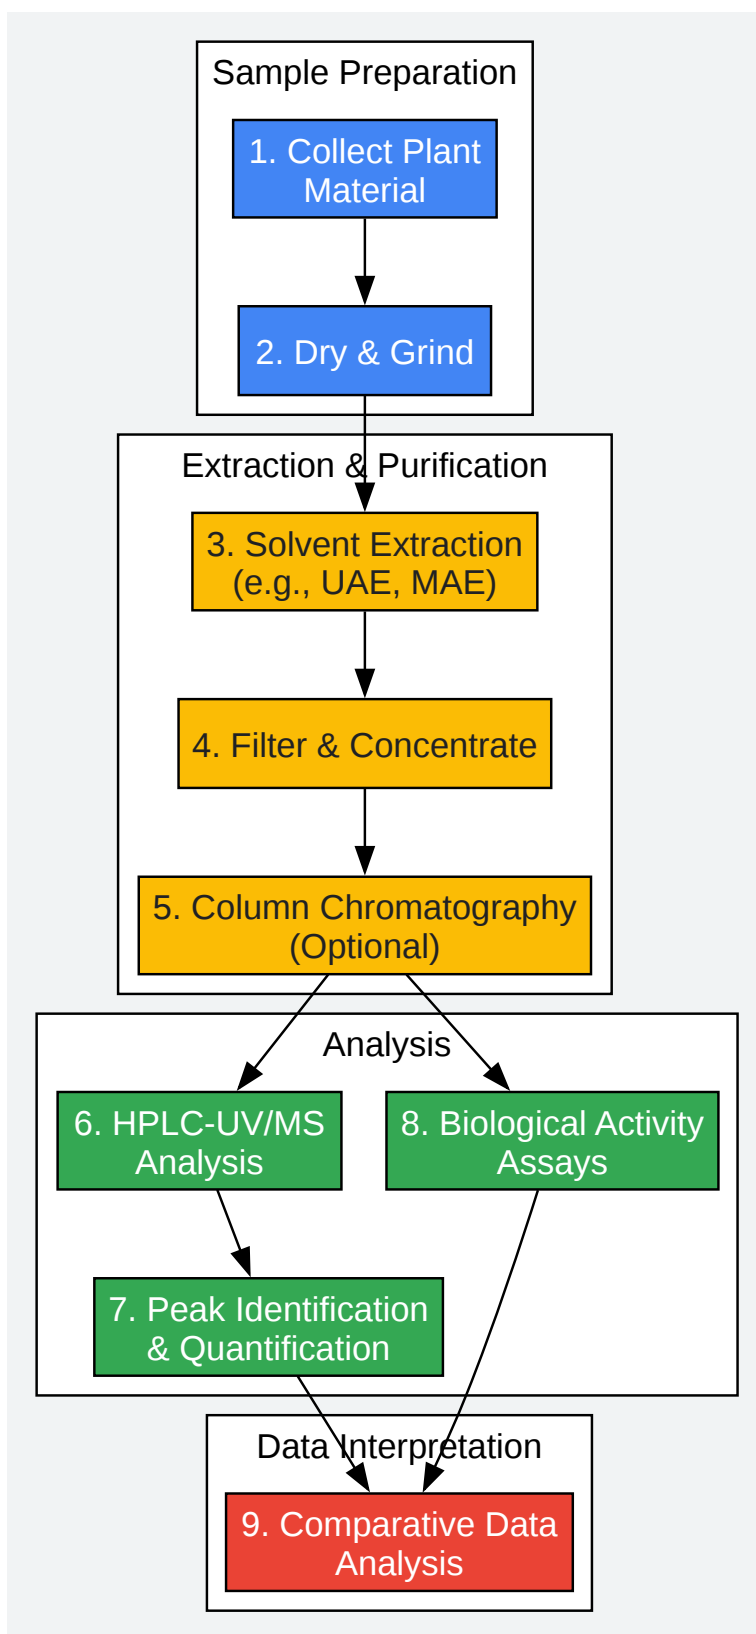 Sample Preparation
1. Collect Plant
Material
2. Dry & Grind
Extraction & Purification
3. Solvent Extraction
(e.g., UAE, MAE)
4. Filter & Concentrate
5. Column Chromatography
(Optional)
Analysis
6. HPLC-UV/MS
Analysis
8. Biological Activity
Assays
7. Peak Identification
& Quantification
Data Interpretation
9. Comparative Data
Analysis